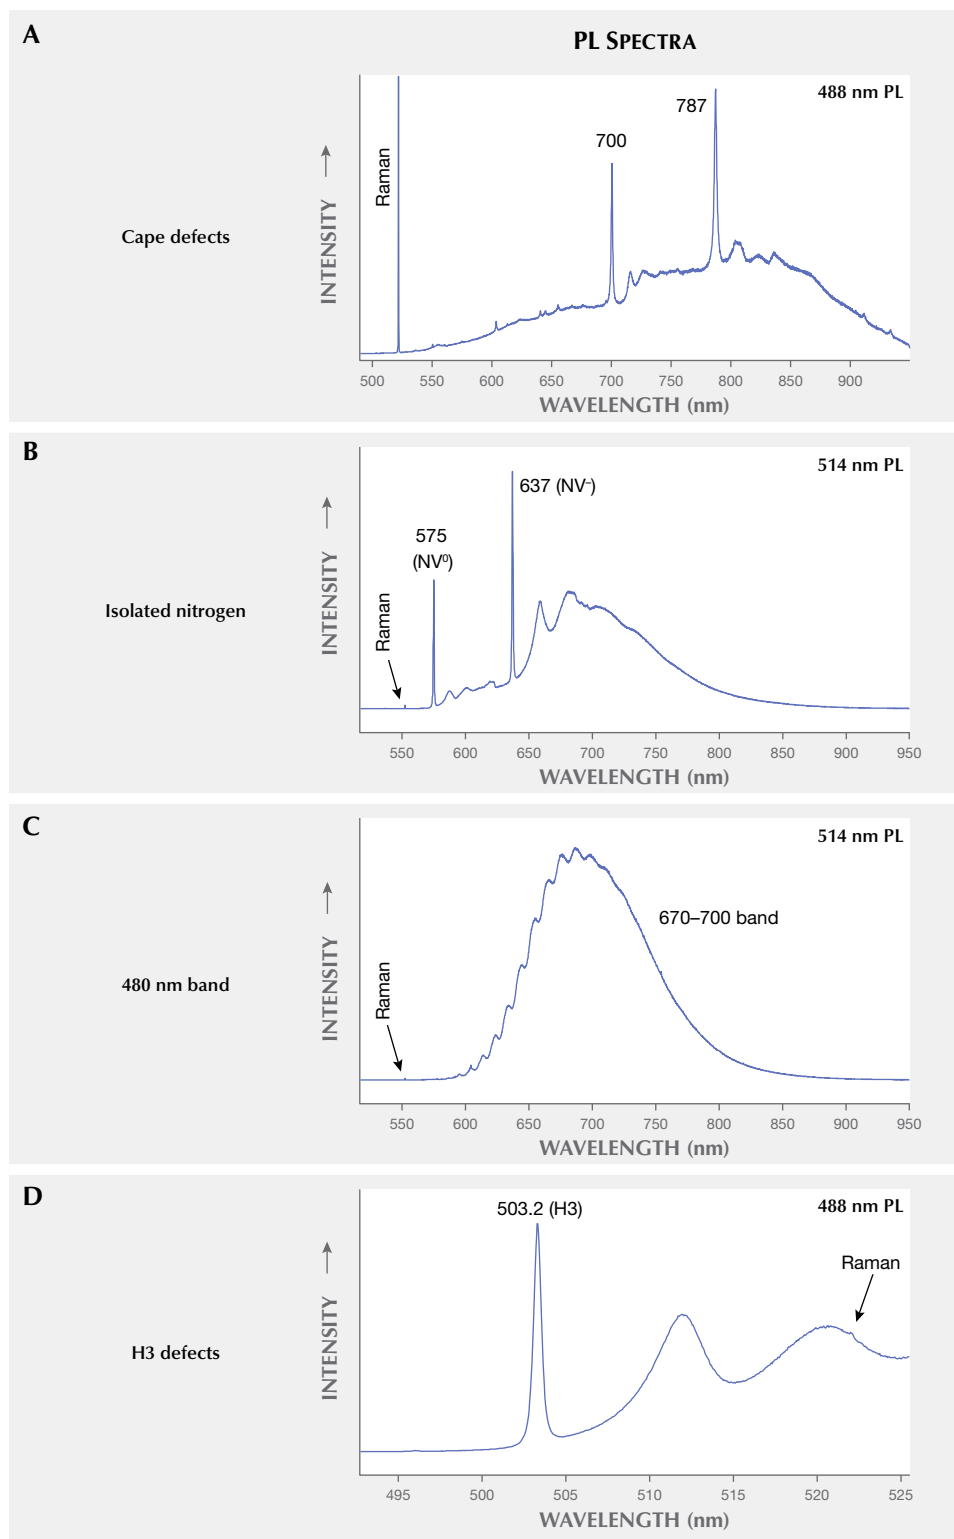 A
PL SPECTRA
488 nm PL
787
700
Raman
Cape defects
INTENSITY
500 550 600 650 700 750 800 850 900
WAVELENGTH (nm)
B
514 nm PL
637 (NV⁻)
575
(NV⁰)
Raman
Isolated nitrogen
INTENSITY
550 600 650 700 750 800 850 900 950
WAVELENGTH (nm)
C
514 nm PL
670–700 band
Raman
480 nm band
INTENSITY
550 600 650 700 750 800 850 900 950
WAVELENGTH (nm)
D
503.2 (H3)
488 nm PL
Raman
H3 defects
INTENSITY
495 500 505 510 515 520 525
WAVELENGTH (nm)